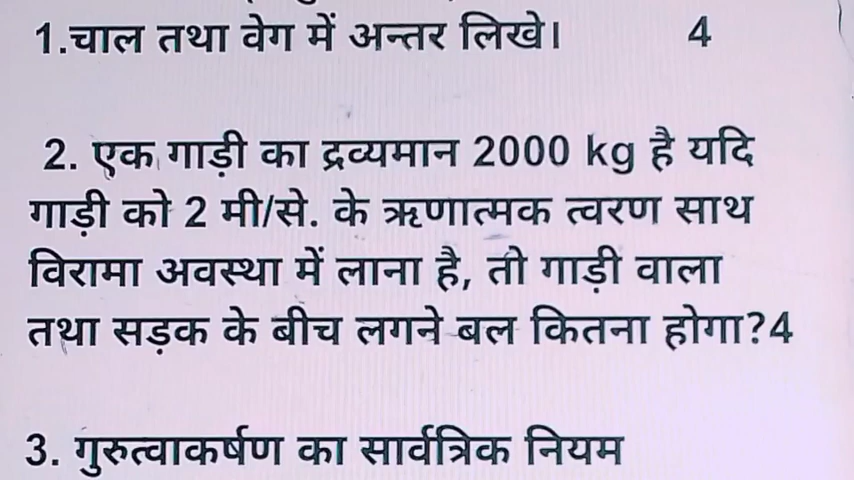 1.चाल तथा वेग में अन्तर लिखे। 4
2. एक गाड़ी का द्रव्यमान 2000 kg है यदि
गाड़ी को 2 मी/से. के ऋणात्मक त्वरण साथ
विरामा अवस्था में लाना है, तो गाड़ी वाला
तथा सड़क के बीच लगने बल कितना होगा?4
3. गुरुत्वाकर्षण का सार्वत्रिक नियम